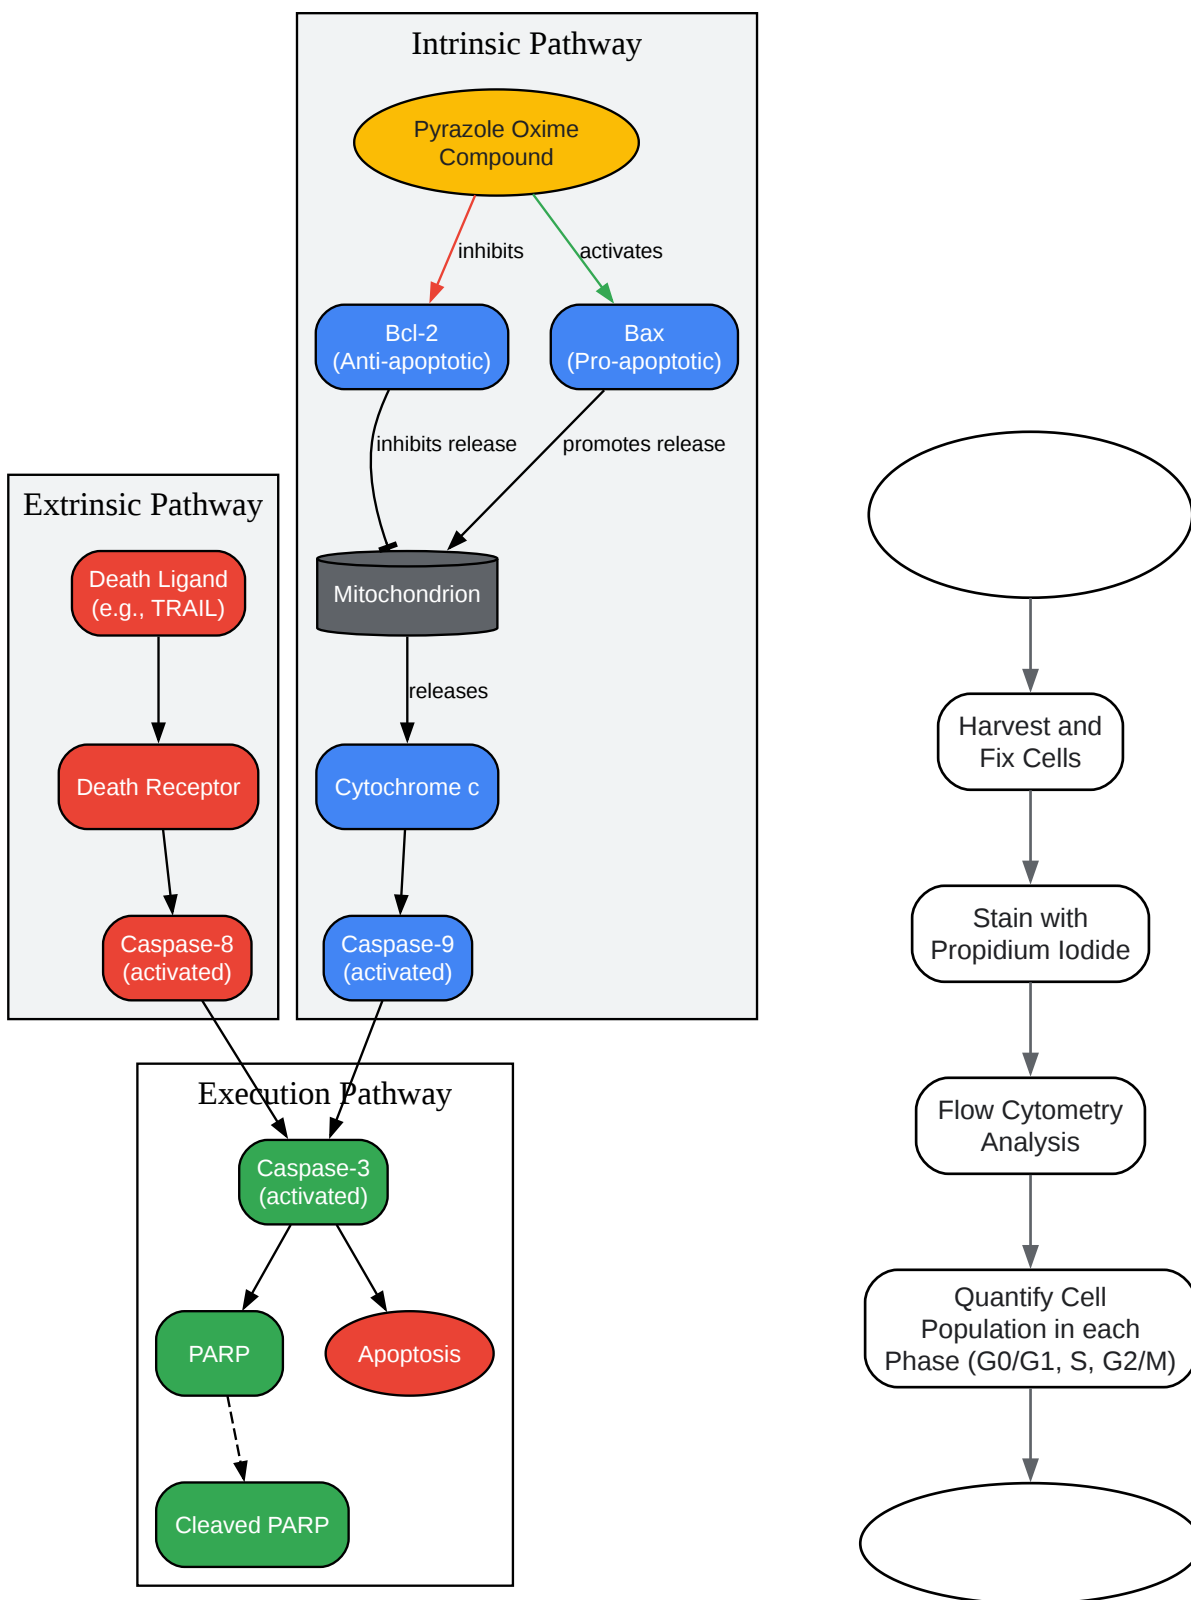 Intrinsic Pathway
Pyrazole Oxime
Compound
inhibits
activates
Bcl-2
(Anti-apoptotic)
Bax
(Pro-apoptotic)
inhibits release
promotes release
Mitochondrion
releases
Cytochrome c
Caspase-9
(activated)
Extrinsic Pathway
Death Ligand
(e.g., TRAIL)
Death Receptor
Caspase-8
(activated)
Execution Pathway
Caspase-3
(activated)
PARP
Apoptosis
Cleaved PARP
Harvest and
Fix Cells
Stain with
Propidium Iodide
Flow Cytometry
Analysis
Quantify Cell
Population in each
Phase (G0/G1, S, G2/M)